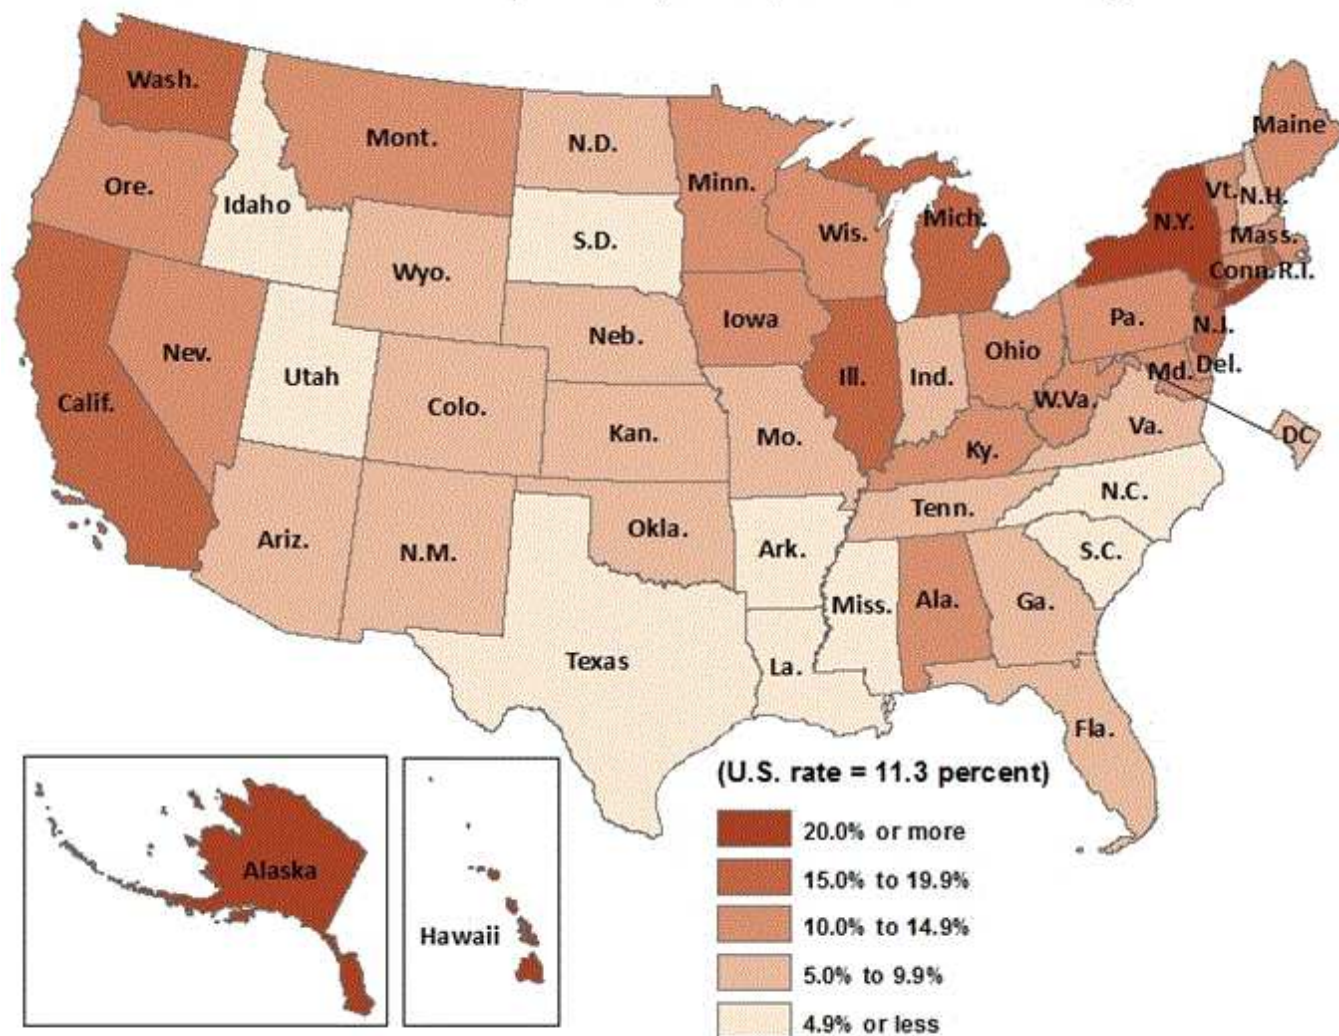 Wash.
Mont.
N.D.
Minn.
Maine
Ore.
Idaho
S.D.
Wis.
Mich.
N.Y.
Vt.
N.H.
Mass.
Wyo.
Conn.
R.I.
Nev.
Utah
Neb.
Iowa
Ill.
Ind.
Ohio
Pa.
N.J.
Calif.
Colo.
Kan.
Mo.
W.Va.
Md.
Del.
Ky.
Va.
DC
Ariz.
N.M.
Okla.
Ark.
Tenn.
N.C.
S.C.
Texas
La.
Miss.
Ala.
Ga.
Fla.
Alaska
Hawaii
(U.S. rate = 11.3 percent)
20.0% or more
15.0% to 19.9%
10.0% to 14.9%
5.0% to 9.9%
4.9% or less